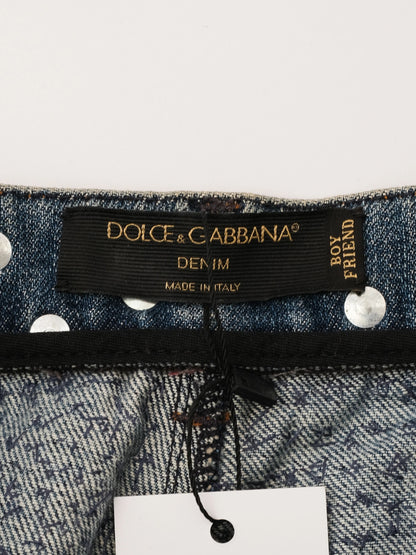 DOLCE & GABBANA®
DENIM
MADE IN ITALY
BOY
FRIEND